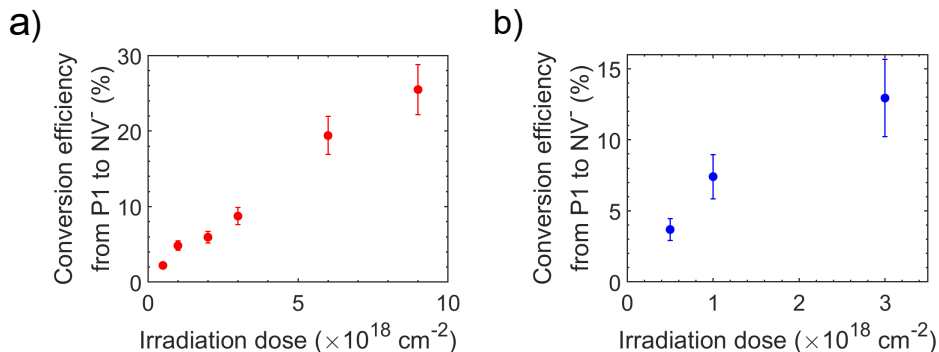 a)
Conversion efficiency
from P1 to NV⁻ (%)
30
20
10
0
0
5
10
Irradiation dose (×10¹⁸ cm⁻²)
b)
Conversion efficiency
from P1 to NV⁻ (%)
15
10
5
0
0
1
2
3
Irradiation dose (×10¹⁸ cm⁻²)